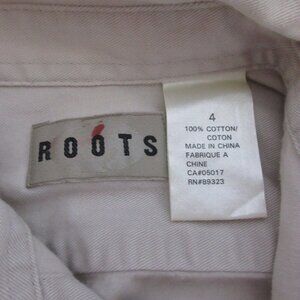 ROOTS
4
100% COTTON/
COTON
MADE IN CHINA
FABRIQUE A
CHINE
CA#05017
RN#89323